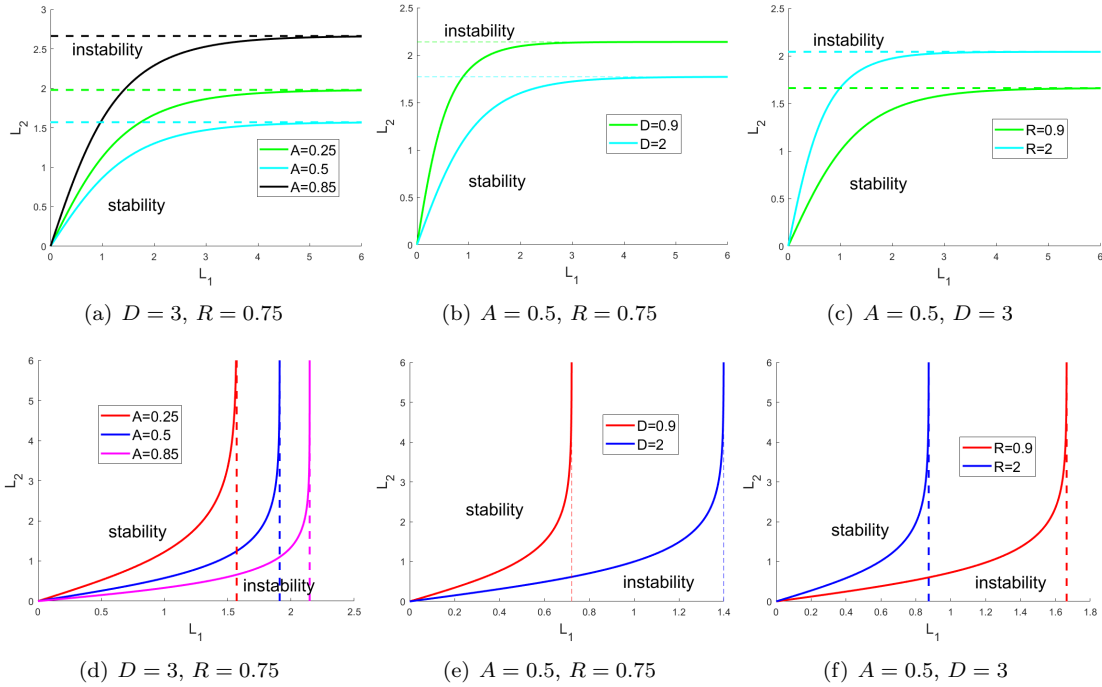 3
2.5
2
1.5
1
0.5
0
L2
instability
stability
A=0.25
A=0.5
A=0.85
0 1 2 3 4 5 6
L1
(a) D = 3, R = 0.75
2.5
2
1.5
1
0.5
0
L2
instability
stability
D=0.9
D=2
0 1 2 3 4 5 6
L1
(b) A = 0.5, R = 0.75
2.5
2
1.5
1
0.5
0
L2
instability
stability
R=0.9
R=2
0 1 2 3 4 5 6
L1
(c) A = 0.5, D = 3
6
5
4
3
2
1
0
L2
A=0.25
A=0.5
A=0.85
stability
instability
0 0.5 1 1.5 2 2.5
L1
(d) D = 3, R = 0.75
6
5
4
3
2
1
0
L2
D=0.9
D=2
stability
instability
0 0.2 0.4 0.6 0.8 1 1.2 1.4
L1
(e) A = 0.5, R = 0.75
6
5
4
3
2
1
0
L2
R=0.9
R=2
stability
instability
0 0.2 0.4 0.6 0.8 1 1.2 1.4 1.6 1.8
L1
(f) A = 0.5, D = 3